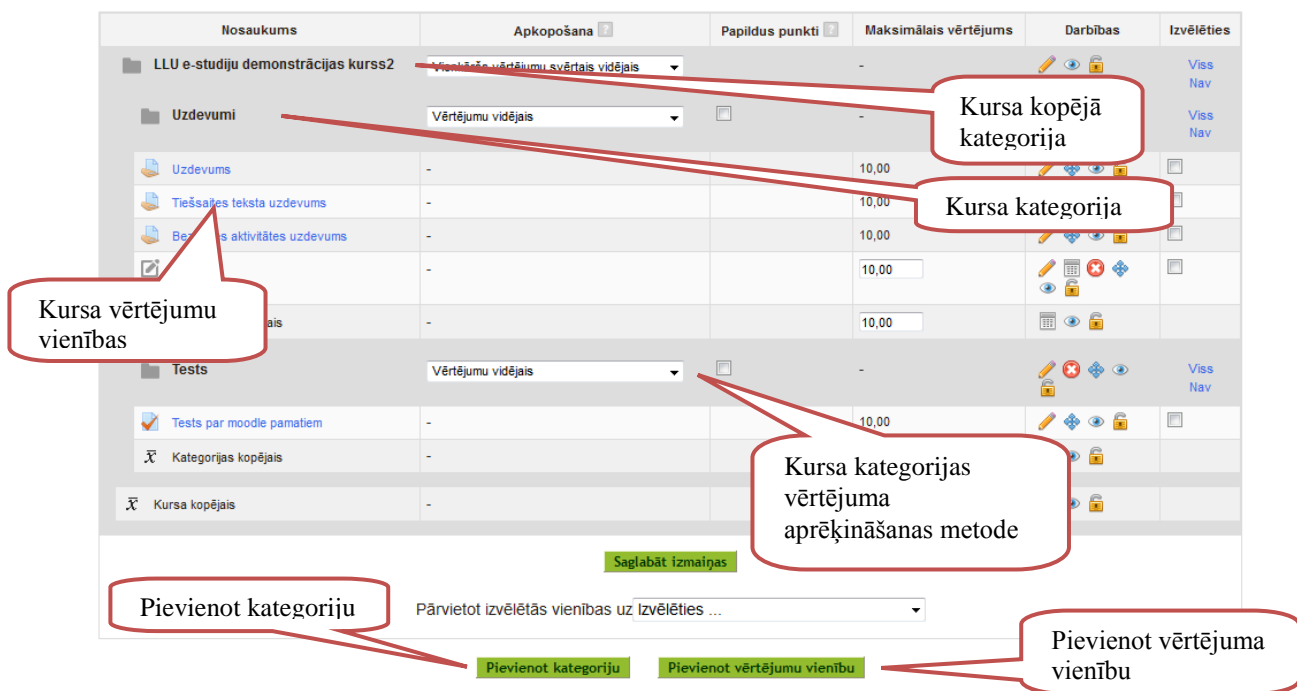 Nosaukums Apkopošana ? Papildus punkti ? Maksimālais vērtējums Darbības Izvēlēties
LLU e-studiju demonstrācijas kurss2 Vienkāršs vērtējumu svērtais vidējais - Viss
Nav
Kursa kopējā
kategorija
Uzdevumi Vērtējumu vidējais - Viss
Nav
Uzdevums - 10,00
Tiešsaites teksta uzdevums - 10,00
Kursa kategorija
aktivitātes uzdevums - 10,00
- 10,00
Kursa vērtējumu
vienības
- 10,00
Tests Vērtējumu vidējais - Viss
Nav
Tests par moodle pamatiem - 10,00
x̅ Kategorijas kopējais -
Kursa kategorijas
vērtējuma
aprēķināšanas metode
x̅ Kursa kopējais -
Saglabāt izmaiņas
Pievienot kategoriju
Pārvietot izvēlētās vienības uz Izvēlēties ...
Pievienot kategoriju Pievienot vērtējumu vienību
Pievienot vērtējuma
vienību